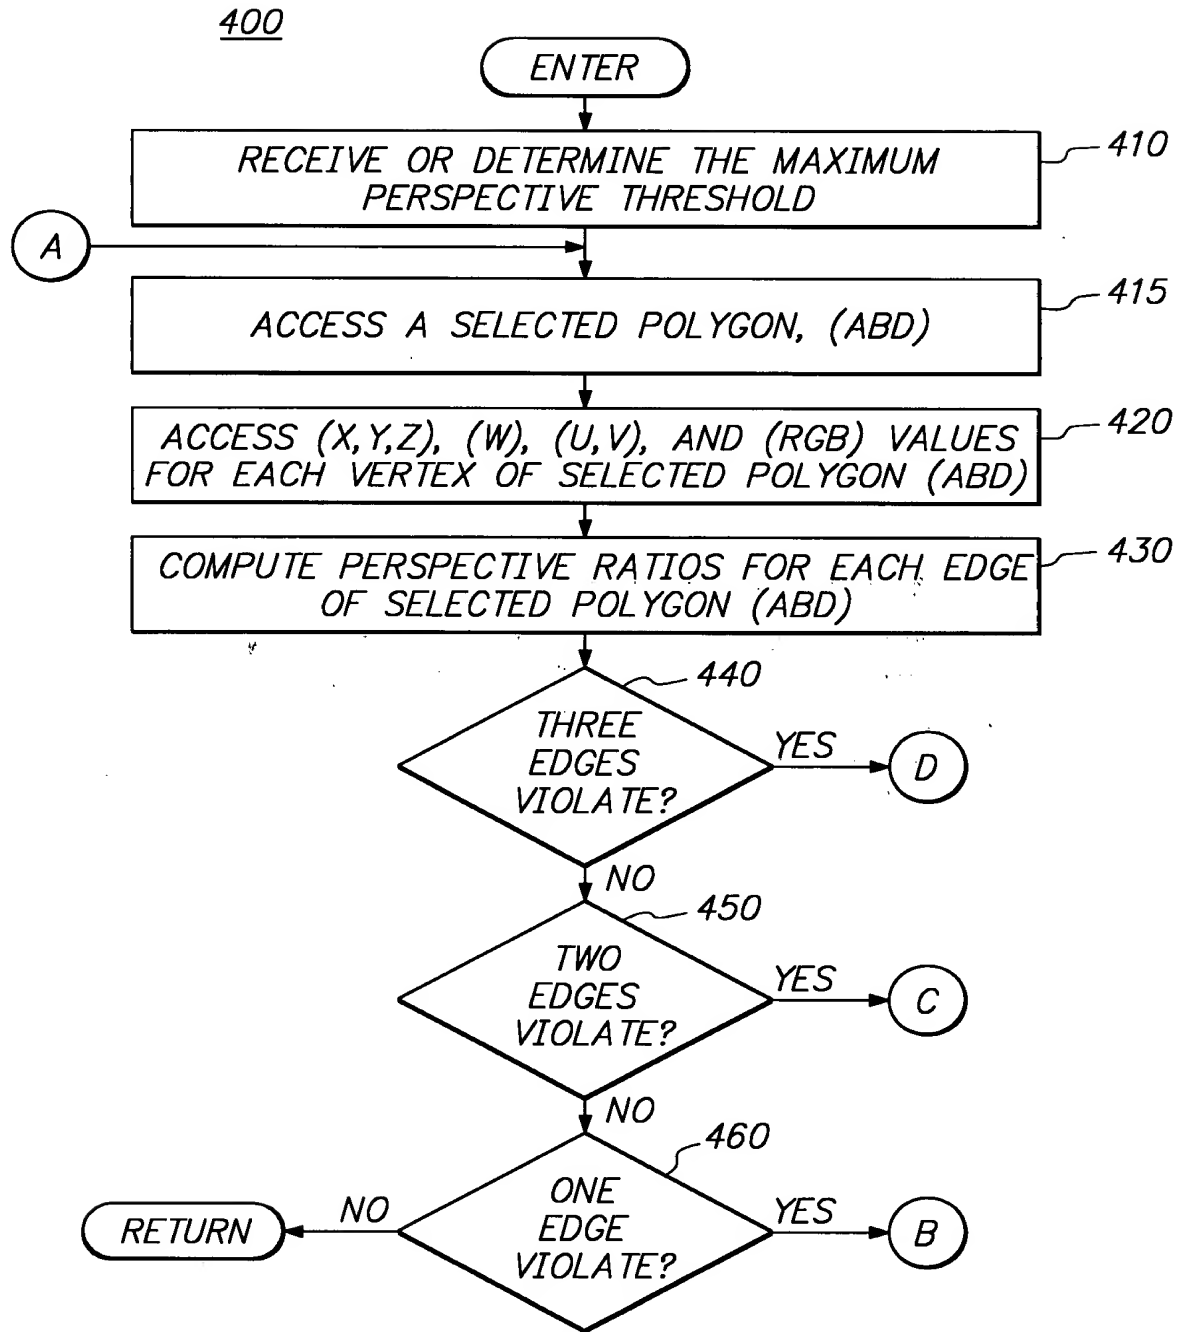 400
ENTER
RECEIVE OR DETERMINE THE MAXIMUM
PERSPECTIVE THRESHOLD
410
A
ACCESS A SELECTED POLYGON, (ABD)
415
ACCESS (X,Y,Z), (W), (U,V), AND (RGB) VALUES
FOR EACH VERTEX OF SELECTED POLYGON (ABD)
420
COMPUTE PERSPECTIVE RATIOS FOR EACH EDGE
OF SELECTED POLYGON (ABD)
430
440
THREE
EDGES
VIOLATE?
YES
D
NO
450
TWO
EDGES
VIOLATE?
YES
C
NO
460
ONE
EDGE
VIOLATE?
YES
B
NO
RETURN